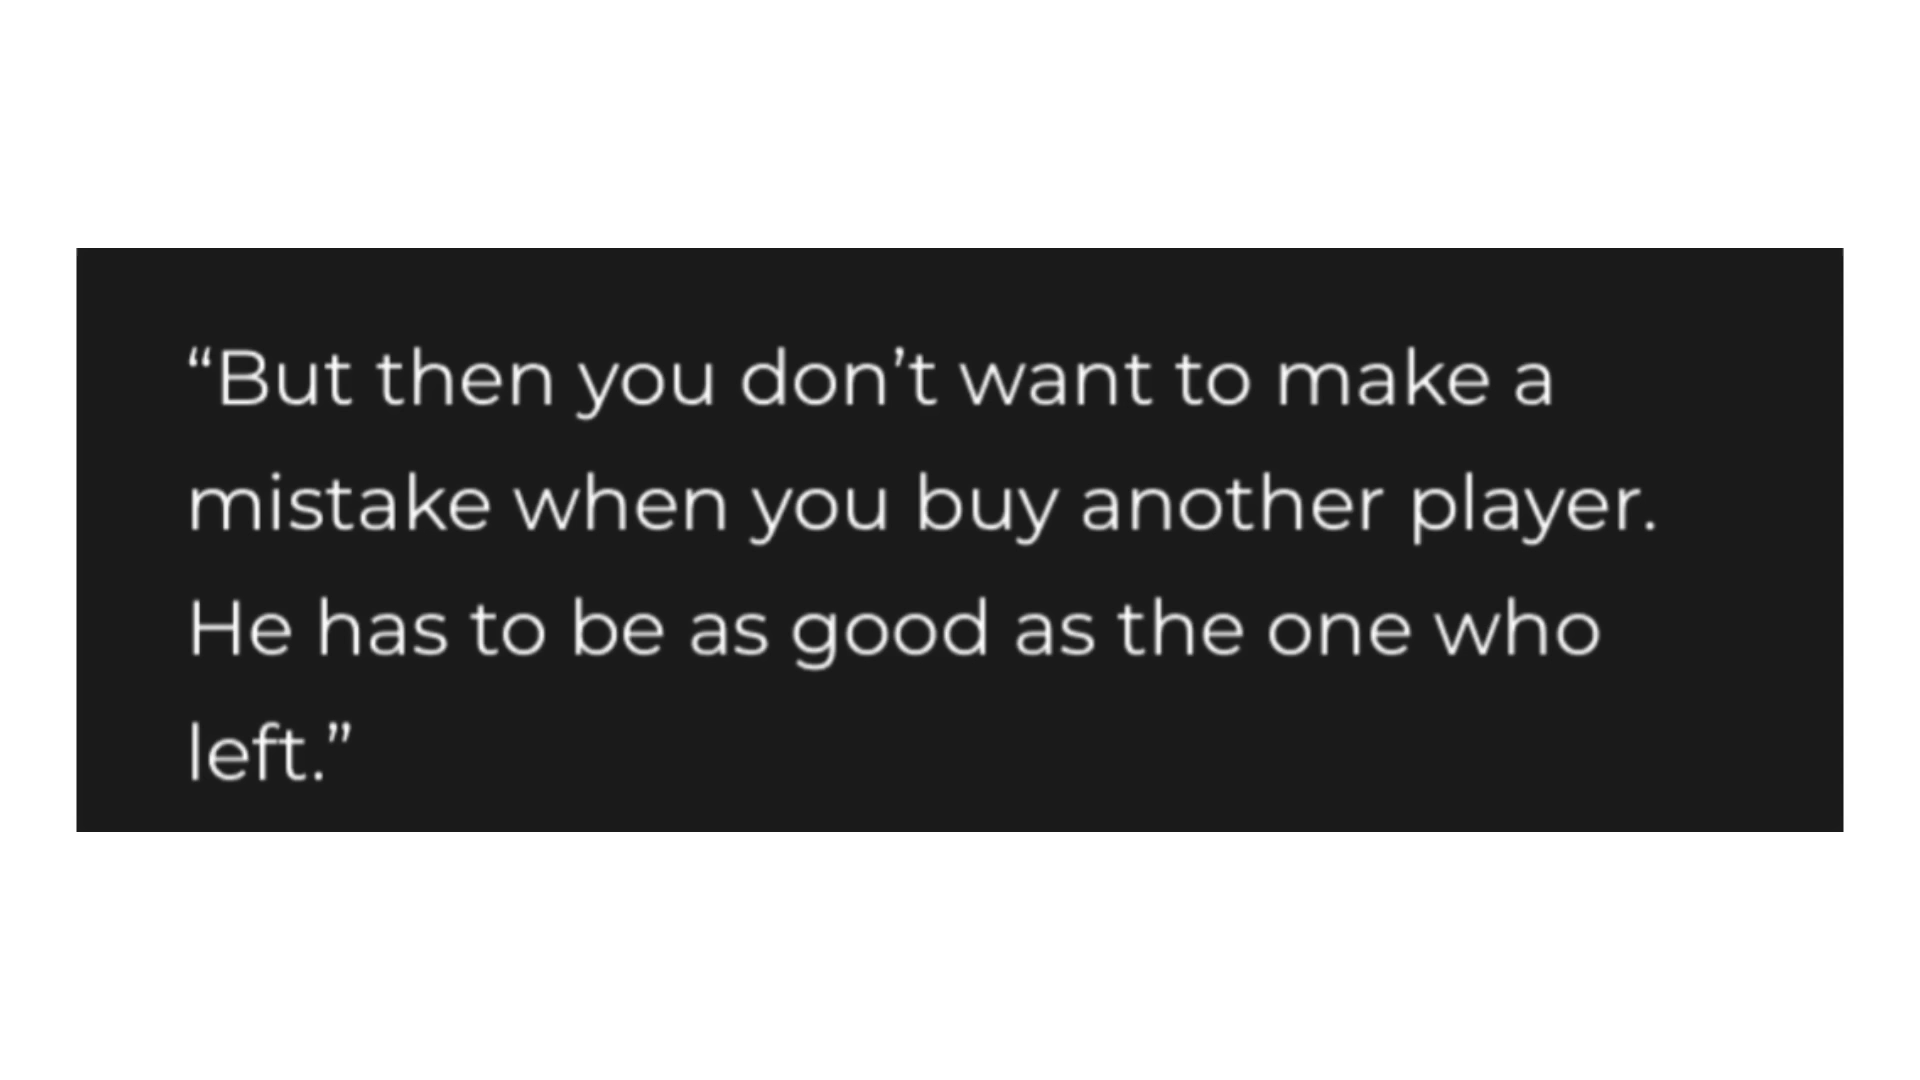 “But then you don’t want to make a
mistake when you buy another player.
He has to be as good as the one who
left.”